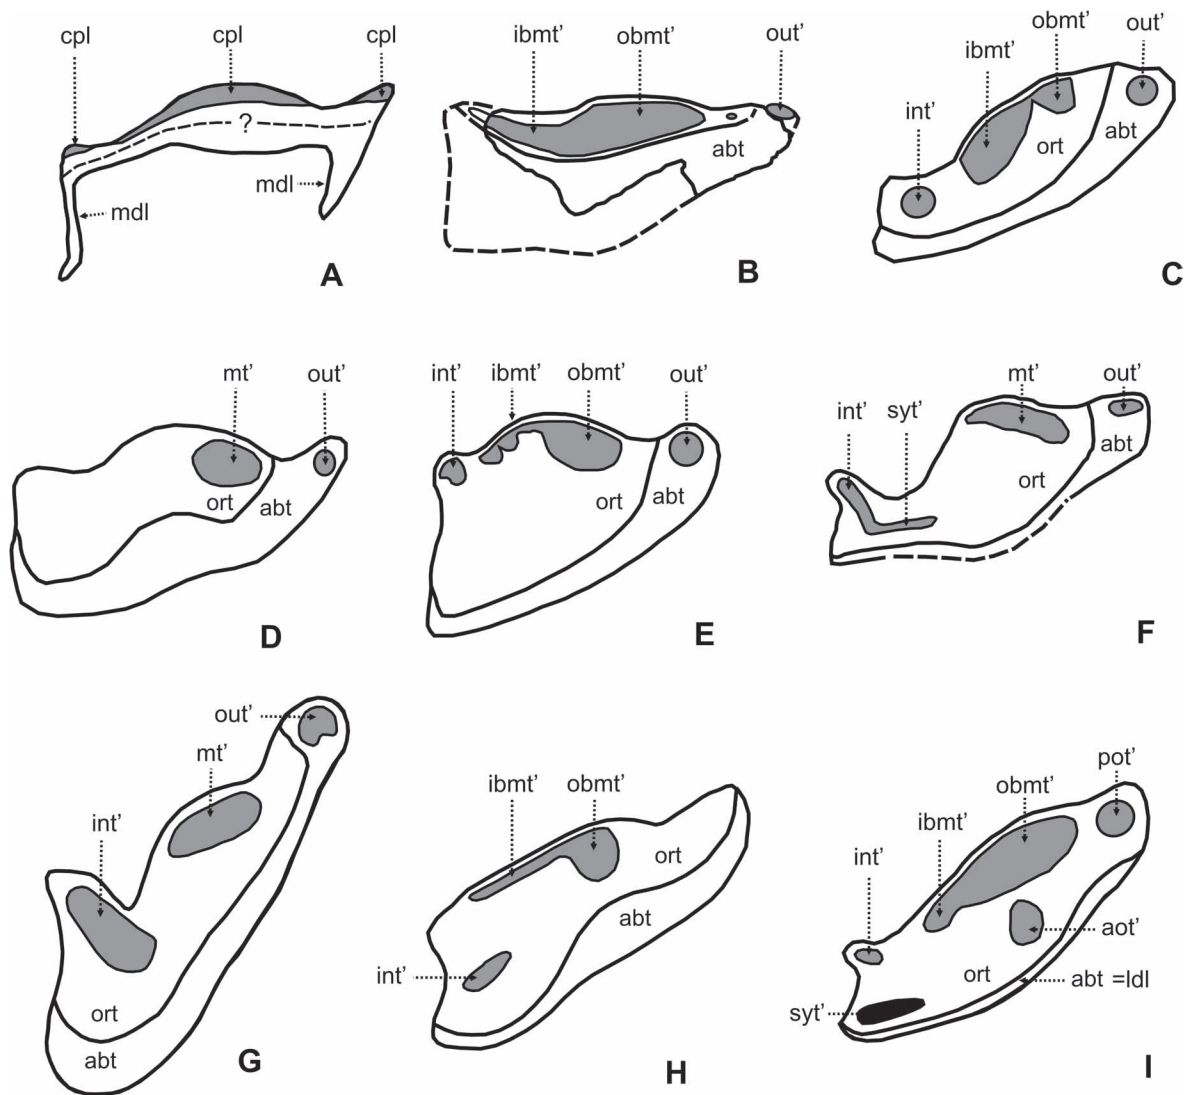 cpl cpl cpl
?
mdl
mdl
A
ibmt’ obmt’ out’
abt
B
obmt’ out’
ibmt’
int’
ort abt
C
mt’ out’
ort abt
D
int’ ibmt’ obmt’ out’
ort abt
E
int’ syt’ mt’ out’
abt
ort
F
out’
mt’
int’
ort
abt
G
ibmt’ obmt’
ort
abt
int’
H
pot’
obmt’
ibmt’
int’
aot’
ort abt =ldl
syt’
I